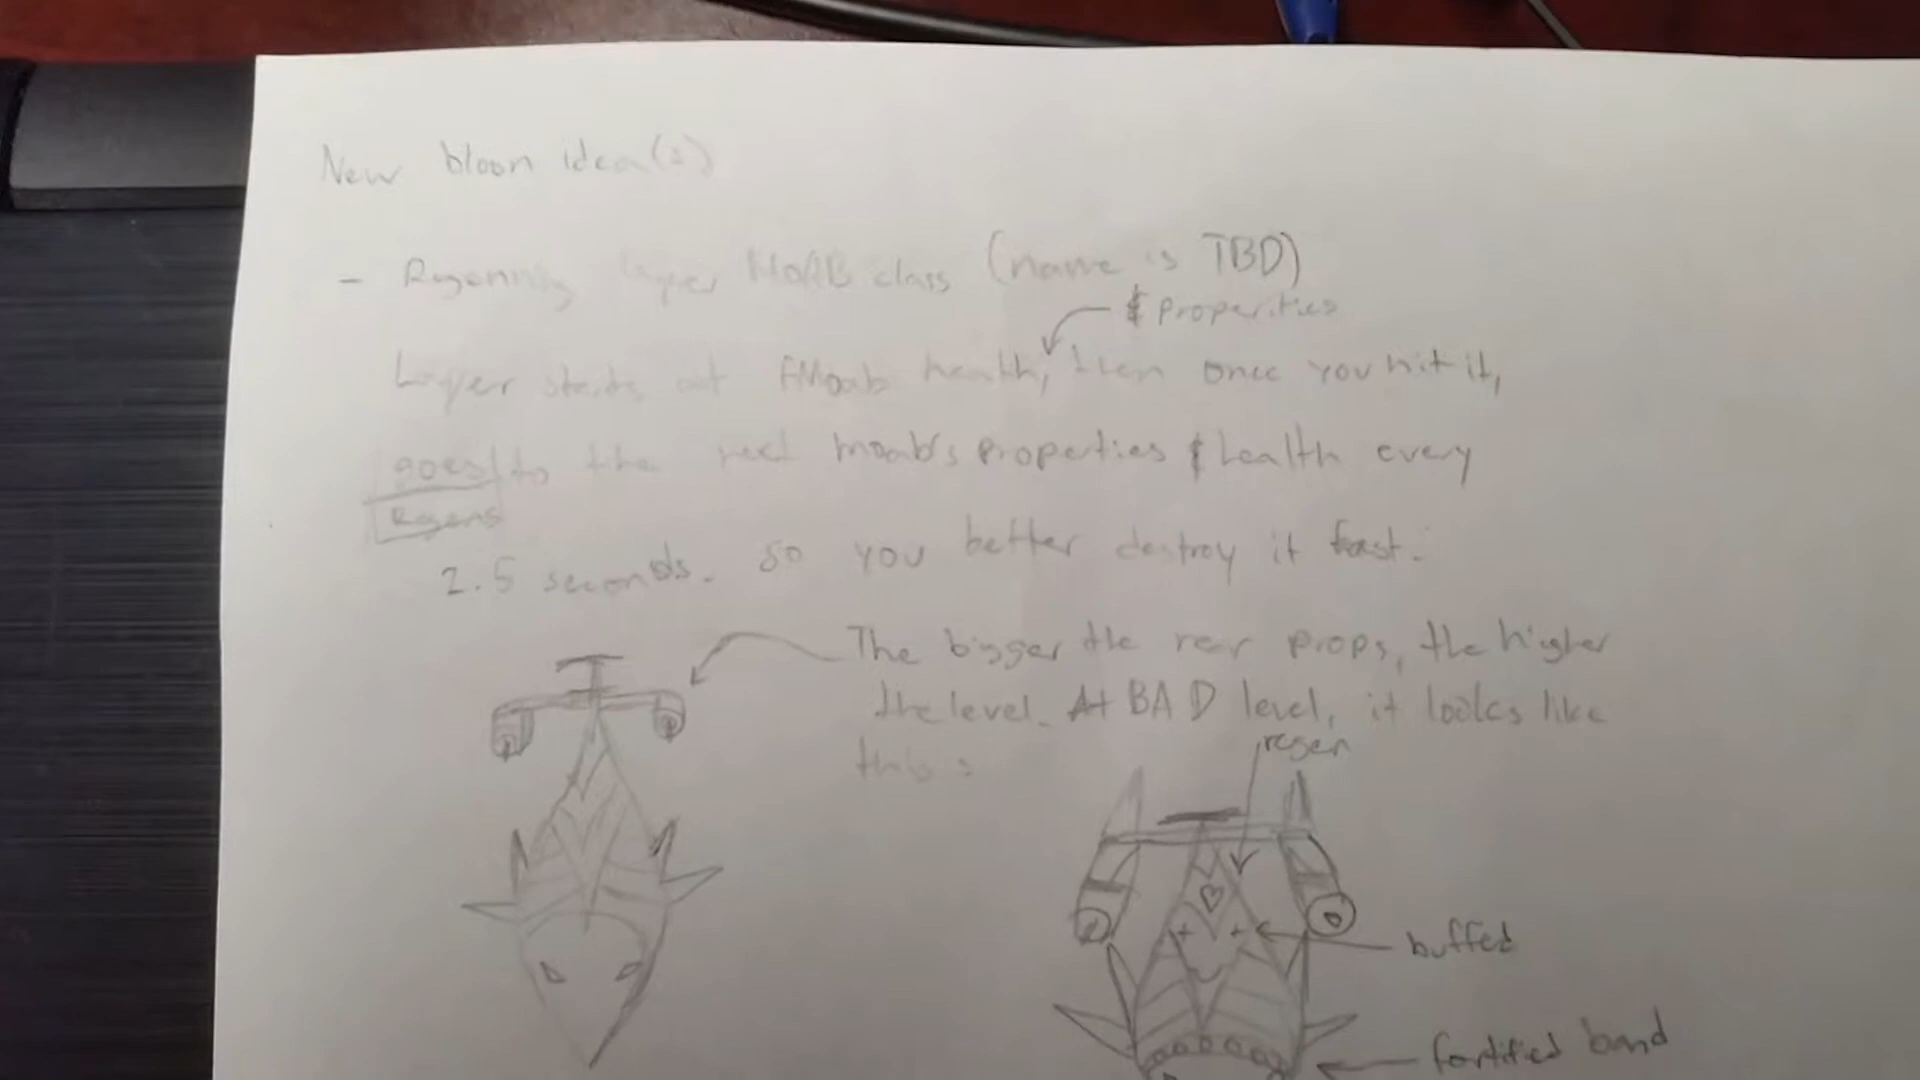 New bloon idea(s)
- Regenning layer MOAB class (name is TBD)
& properities
Layer starts at fMoab health, then once you hit it,
goes to the next moab's properties & health every
Regens
2.5 seconds. So you better destroy it fast.
The bigger the rear props, the higher
the level. At BAD level, it looks like
this:
regen
buffed
fortified band